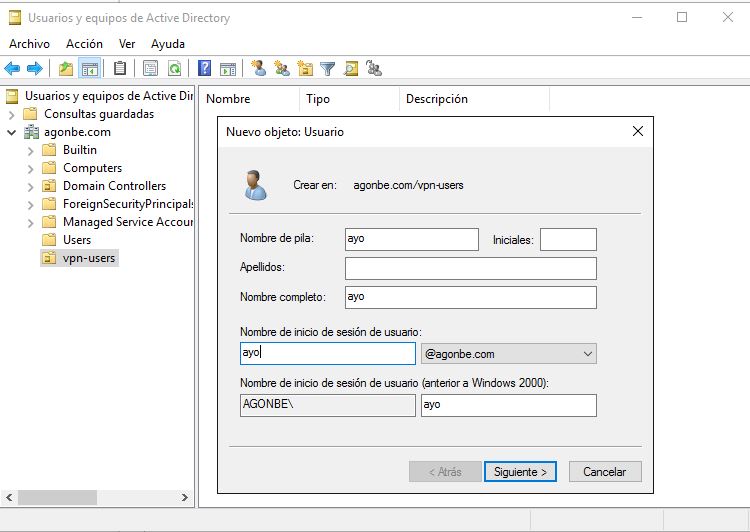 Usuarios y equipos de Active Directory
Archivo Acción Ver Ayuda
Usuarios y equipos de Active Dire
Consultas guardadas
agonbe.com
Builtin
Computers
Domain Controllers
ForeignSecurityPrincipals
Managed Service Accour
Users
vpn-users
Nombre Tipo Descripción
Nuevo objeto: Usuario
Crear en: agonbe.com/vpn-users
Nombre de pila: ayo Iniciales:
Apellidos:
Nombre completo: ayo
Nombre de inicio de sesión de usuario:
ayo @agonbe.com
Nombre de inicio de sesión de usuario (anterior a Windows 2000):
AGONBE\ ayo
< Atrás Siguiente > Cancelar